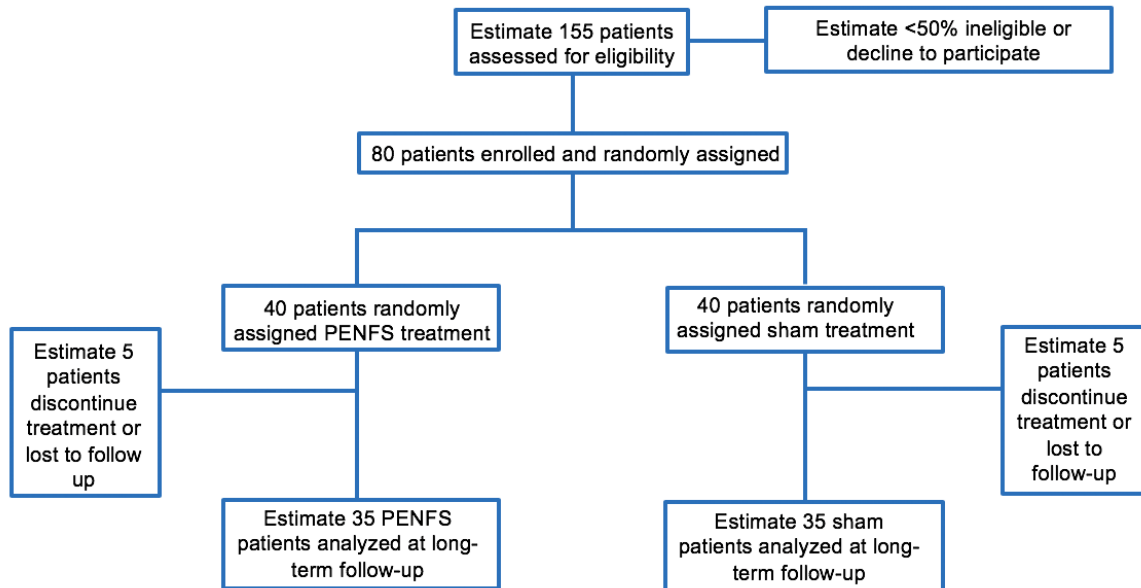 Estimate 155 patients
assessed for eligibility
Estimate <50% ineligible or
decline to participate
80 patients enrolled and randomly assigned
40 patients randomly
assigned PENFS treatment
40 patients randomly
assigned sham treatment
Estimate 5
patients
discontinue
treatment or
lost to follow
up
Estimate 5
patients
discontinue
treatment or
lost to
follow-up
Estimate 35 PENFS
patients analyzed at long-
term follow-up
Estimate 35 sham
patients analyzed at long-
term follow-up